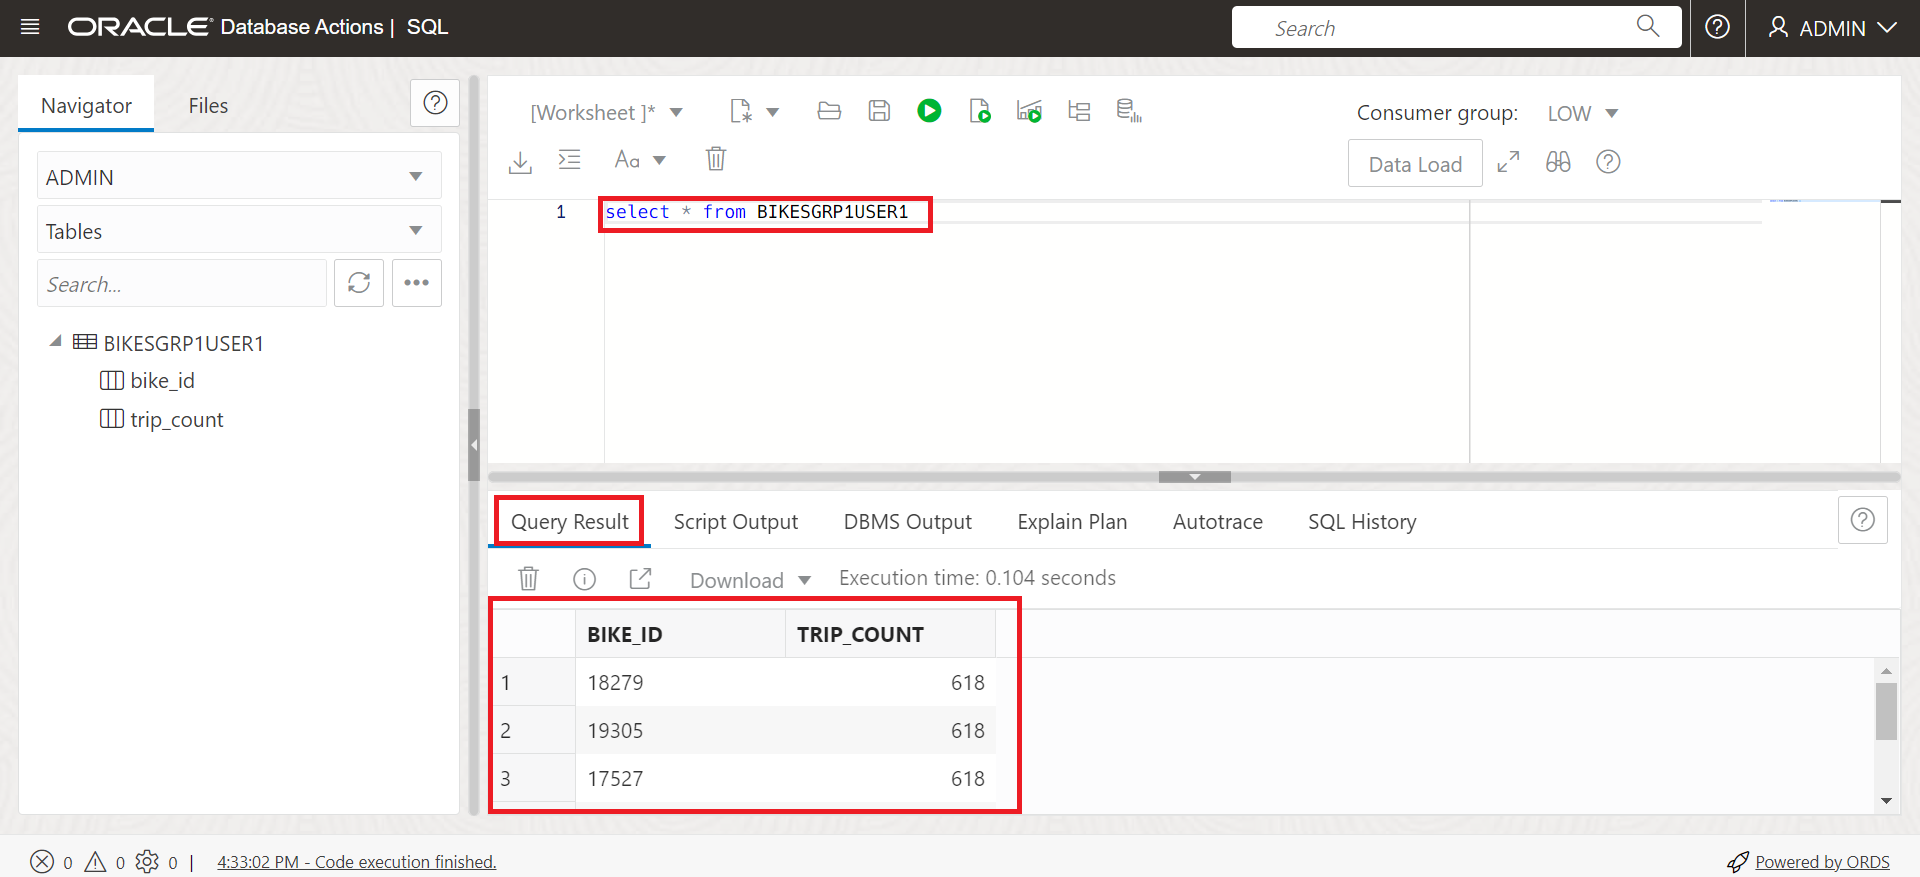 ORACLE Database Actions | SQL
Search
ADMIN
Navigator
Files
ADMIN
Tables
Search...
BIKESGRP1USER1
bike_id
trip_count
[Worksheet ]*
Consumer group: LOW
Aa
Data Load
1 select * from BIKESGRP1USER1
Query Result
Script Output
DBMS Output
Explain Plan
Autotrace
SQL History
Download
Execution time: 0.104 seconds
BIKE_ID TRIP_COUNT
1 18279 618
2 19305 618
3 17527 618
0 0 0 | 4:33:02 PM - Code execution finished.
Powered by ORDS